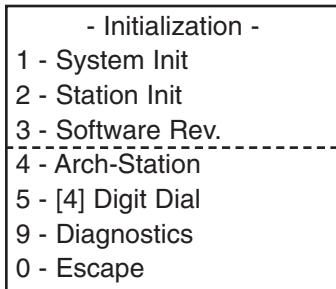 - Initialization -
1 - System Init
2 - Station Init
3 - Software Rev.
4 - Arch-Station
5 - [4] Digit Dial
9 - Diagnostics
0 - Escape